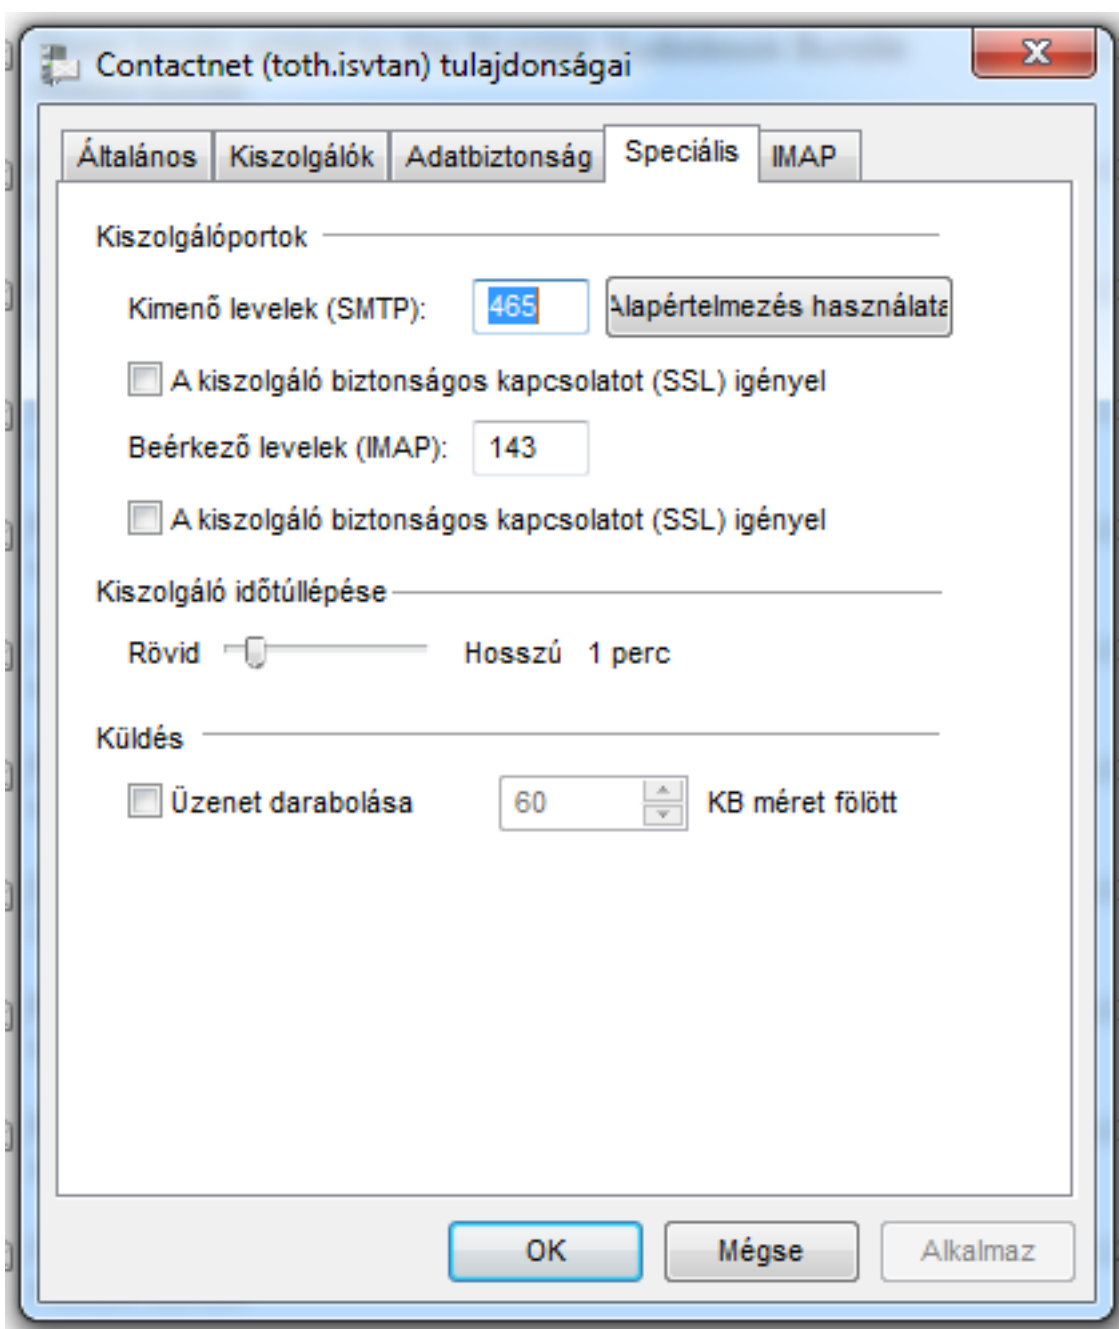 Contactnet (toth.isvtan) tulajdonságai
Általános Kiszolgálók Adatbiztonság Speciális IMAP
Kiszolgálóportok
Kimenő levelek (SMTP): 465 Alapértelmezés használata
A kiszolgáló biztonságos kapcsolatot (SSL) igényel
Beérkező levelek (IMAP): 143
A kiszolgáló biztonságos kapcsolatot (SSL) igényel
Kiszolgáló időtúllépése
Rövid Hosszú 1 perc
Küldés
Üzenet darabolása 60 KB méret fölött
OK Mégse Alkalmaz